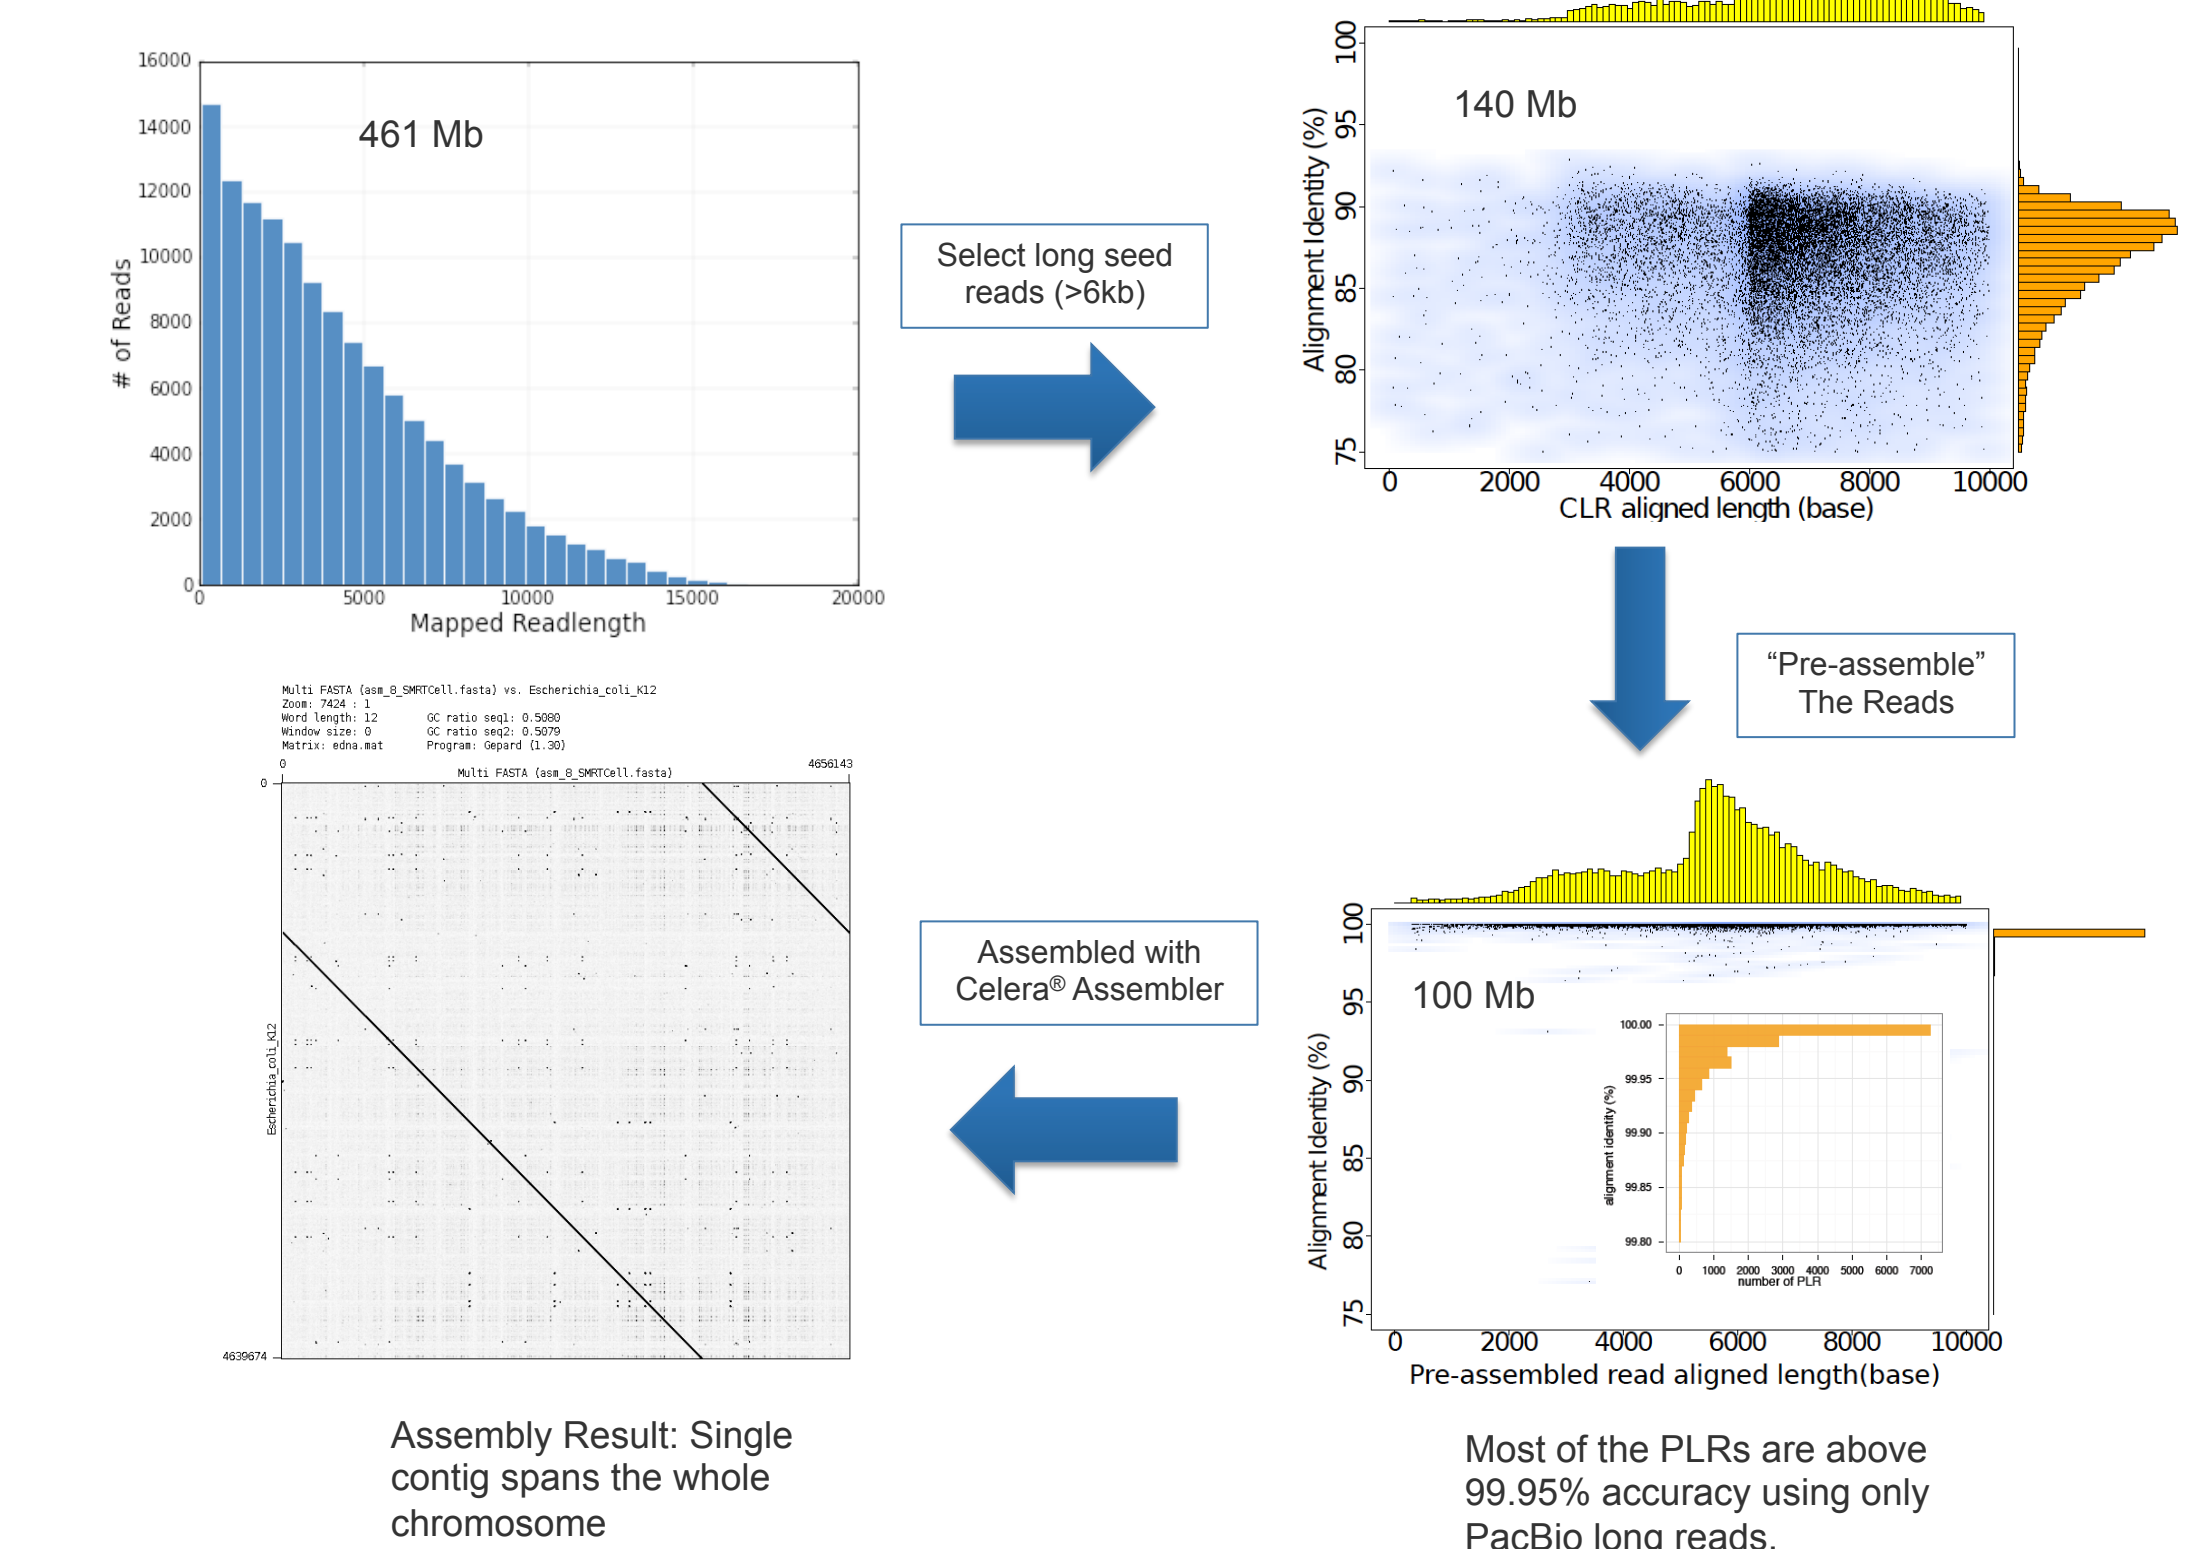 16000
14000
12000
10000
8000
6000
4000
2000
0
# of Reads
461 Mb
0 5000 10000 15000 20000
Mapped Readlength
Select long seed
reads (>6kb)
100
95
90
85
80
75
Alignment Identity (%)
140 Mb
0 2000 4000 6000 8000 10000
CLR aligned length (base)
“Pre-assemble”
The Reads
100
95
90
85
80
75
Alignment Identity (%)
100 Mb
100.00
99.95
99.90
99.85
99.80
alignment identity (%)
0 1000 2000 3000 4000 5000 6000 7000
number of PLR
0 2000 4000 6000 8000 10000
Pre-assembled read aligned length(base)
Most of the PLRs are above
99.95% accuracy using only
PacBio long reads.
Assembled with
Celera® Assembler
Multi FASTA (asm_8_SMRTCell.fasta) vs. Escherichia_coli_K12
Zoom: 7424 : 1
Word length: 12 GC ratio seq1: 0.5080
Window size: 0 GC ratio seq2: 0.5079
Matrix: edna.mat Program: Gepard (1.30)
0 4656143
Multi FASTA (asm_8_SMRTCell.fasta)
0
Escherichia_coli_K12
4639674
Assembly Result: Single
contig spans the whole
chromosome